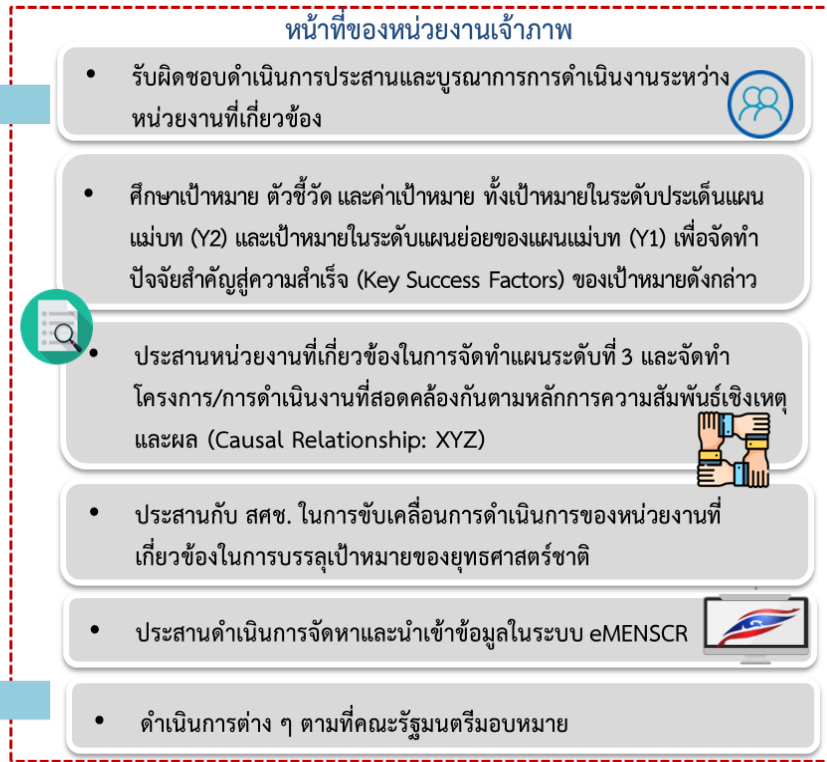 หน้าที่ของหน่วยงานเจ้าภาพ
• รับผิดชอบดำเนินการประสานและบูรณาการการดำเนินงานระหว่าง
หน่วยงานที่เกี่ยวข้อง
• ศึกษาเป้าหมาย ตัวชี้วัด และค่าเป้าหมาย ทั้งเป้าหมายในระดับประเด็นแผน
แม่บท (Y2) และเป้าหมายในระดับแผนย่อยของแผนแม่บท (Y1) เพื่อจัดทำ
ปัจจัยสำคัญสู่ความสำเร็จ (Key Success Factors) ของเป้าหมายดังกล่าว
• ประสานหน่วยงานที่เกี่ยวข้องในการจัดทำแผนระดับที่ 3 และจัดทำ
โครงการ/การดำเนินงานที่สอดคล้องกันตามหลักการความสัมพันธ์เชิงเหตุ
และผล (Causal Relationship: XYZ)
• ประสานกับ สศช. ในการขับเคลื่อนการดำเนินการของหน่วยงานที่
เกี่ยวข้องในการบรรลุเป้าหมายของยุทธศาสตร์ชาติ
• ประสานดำเนินการจัดหาและนำเข้าข้อมูลในระบบ eMENSCR
• ดำเนินการต่าง ๆ ตามที่คณะรัฐมนตรีมอบหมาย